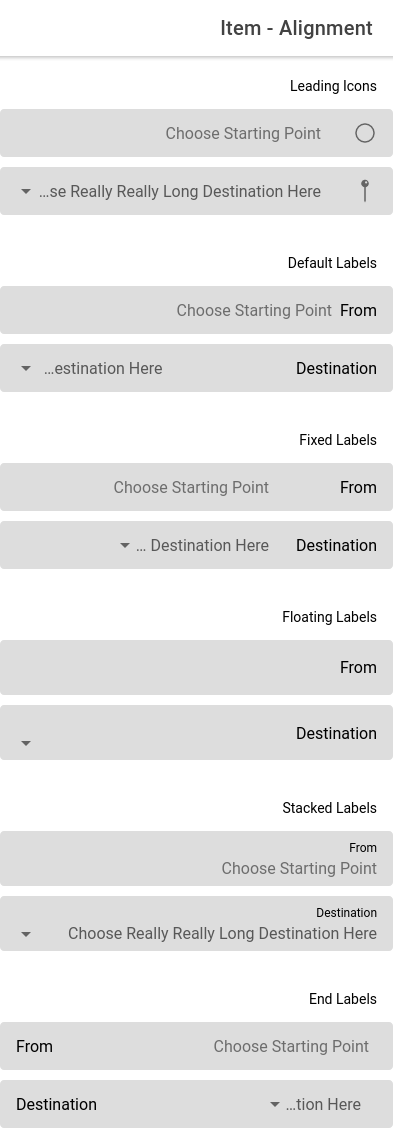 Item - Alignment
Leading Icons
Choose Starting Point
...se Really Really Long Destination Here
Default Labels
From Choose Starting Point
Destination ...estination Here
Fixed Labels
From Choose Starting Point
Destination ... Destination Here
Floating Labels
From
Destination
Stacked Labels
From
Choose Starting Point
Destination
Choose Really Really Long Destination Here
End Labels
Choose Starting Point From
...tion Here Destination